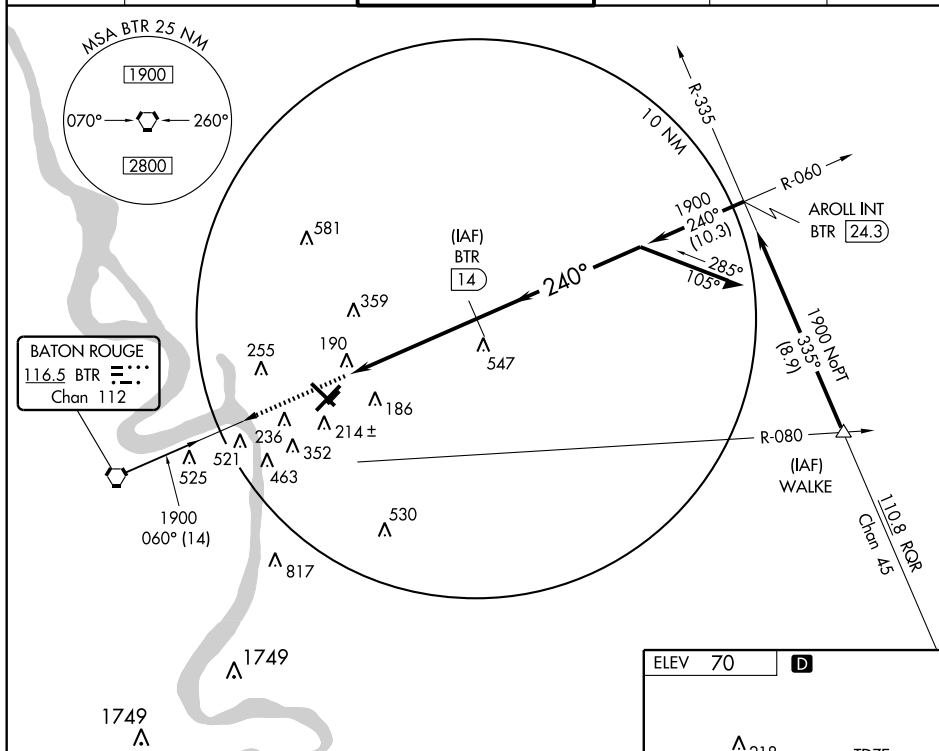 MSA BTR 25 NM
1900
070°
260°
2800
10 NM
R-335
R-060
AROLL INT
BTR 24.3
1900
240°
(10.3)
285°
105°
(IAF)
BTR
14
240°
581
359
190
255
547
186
236
214 ±
352
521
463
525
530
817
1749
1749
1900 NoPT
335°
(8.9)
BATON ROUGE
116.5 BTR
Chan 112
1900
060° (14)
R-080
(IAF)
WALKE
110.8 RQR
Chan 45
ELEV 70
D
218
TDZE